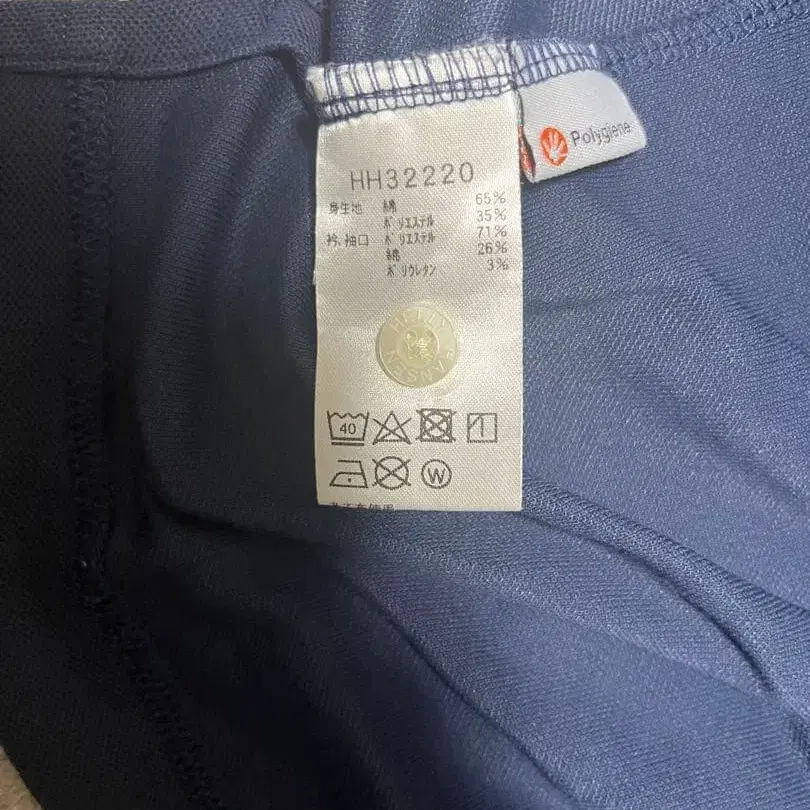 Polygiene
HH32220
身生地 綿 65%
ポリエステル 35%
衿、袖口 ポリエステル 71%
綿 26%
ポリウレタン 3%
HELLY HANSEN
40
W